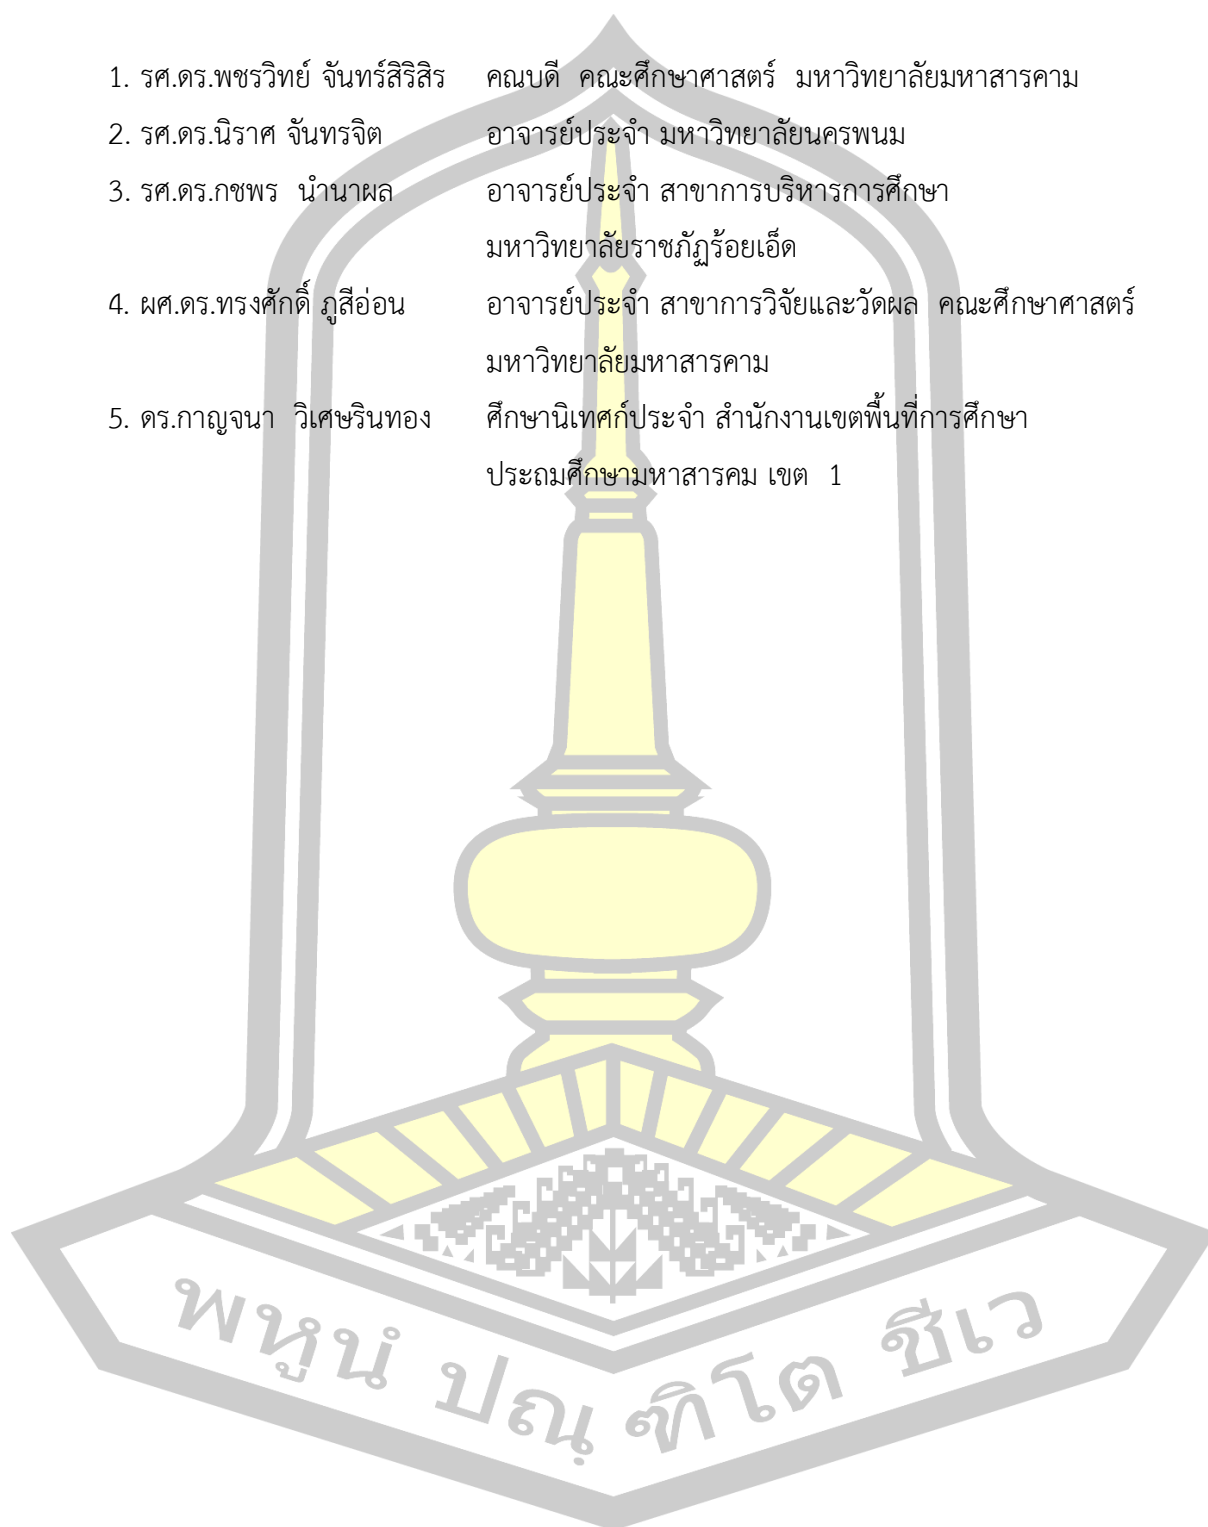 1. รศ.ดร.พชรวิทย์ จันทร์ศิริสิร คณบดี คณะศึกษาศาสตร์ มหาวิทยาลัยมหาสารคาม
2. รศ.ดร.นิราศ จันทรจิต อาจารย์ประจำ มหาวิทยาลัยนครพนม
3. รศ.ดร.กชพร นำนาผล อาจารย์ประจำ สาขาการบริหารการศึกษา
มหาวิทยาลัยราชภัฏร้อยเอ็ด
4. ผศ.ดร.ทรงศักดิ์ ภูสีอ่อน อาจารย์ประจำ สาขาการวิจัยและวัดผล คณะศึกษาศาสตร์
มหาวิทยาลัยมหาสารคาม
5. ดร.กาญจนา วิเศษรินทอง ศึกษานิเทศก์ประจำ สำนักงานเขตพื้นที่การศึกษา
ประถมศึกษามหาสารคม เขต 1
พหูนํ ปณฺฑิโต ชีเว